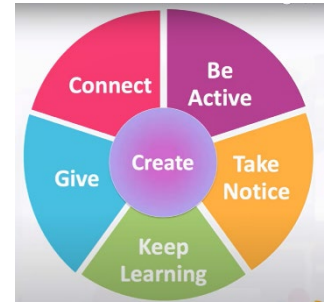 Connect
Be
Active
Create
Give
Take
Notice
Keep
Learning